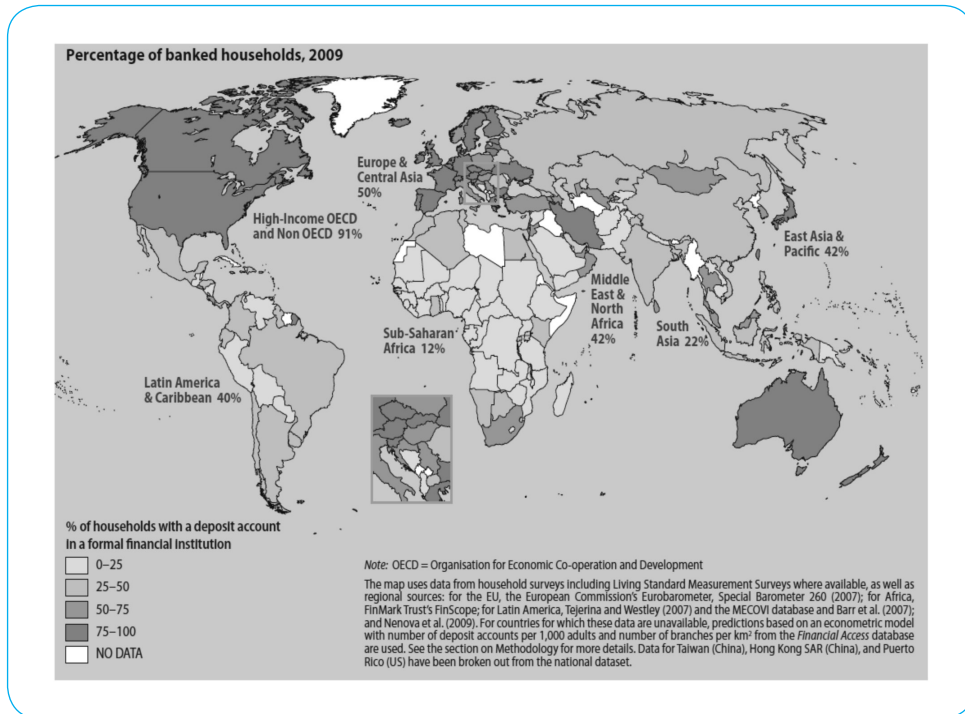 Percentage of banked households, 2009
Europe &
Central Asia
50%
High-Income OECD
and Non OECD 91%
East Asia &
Pacific 42%
Middle
East &
North
Africa
42%
Sub-Saharan
Africa 12%
South
Asia 22%
Latin America
& Caribbean 40%
% of households with a deposit account
in a formal financial institution
0–25
25–50
50–75
75–100
NO DATA
Note: OECD = Organisation for Economic Co-operation and Development
The map uses data from household surveys including Living Standard Measurement Surveys where available, as well as
regional sources: for the EU, the European Commission's Eurobarometer, Special Barometer 260 (2007); for Africa,
FinMark Trust's FinScope; for Latin America, Tejerina and Westley (2007) and the MECOVI database and Barr et al. (2007);
and Nenova et al. (2009). For countries for which these data are unavailable, predictions based on an econometric model
with number of deposit accounts per 1,000 adults and number of branches per km² from the Financial Access database
are used. See the section on Methodology for more details. Data for Taiwan (China), Hong Kong SAR (China), and Puerto
Rico (US) have been broken out from the national dataset.